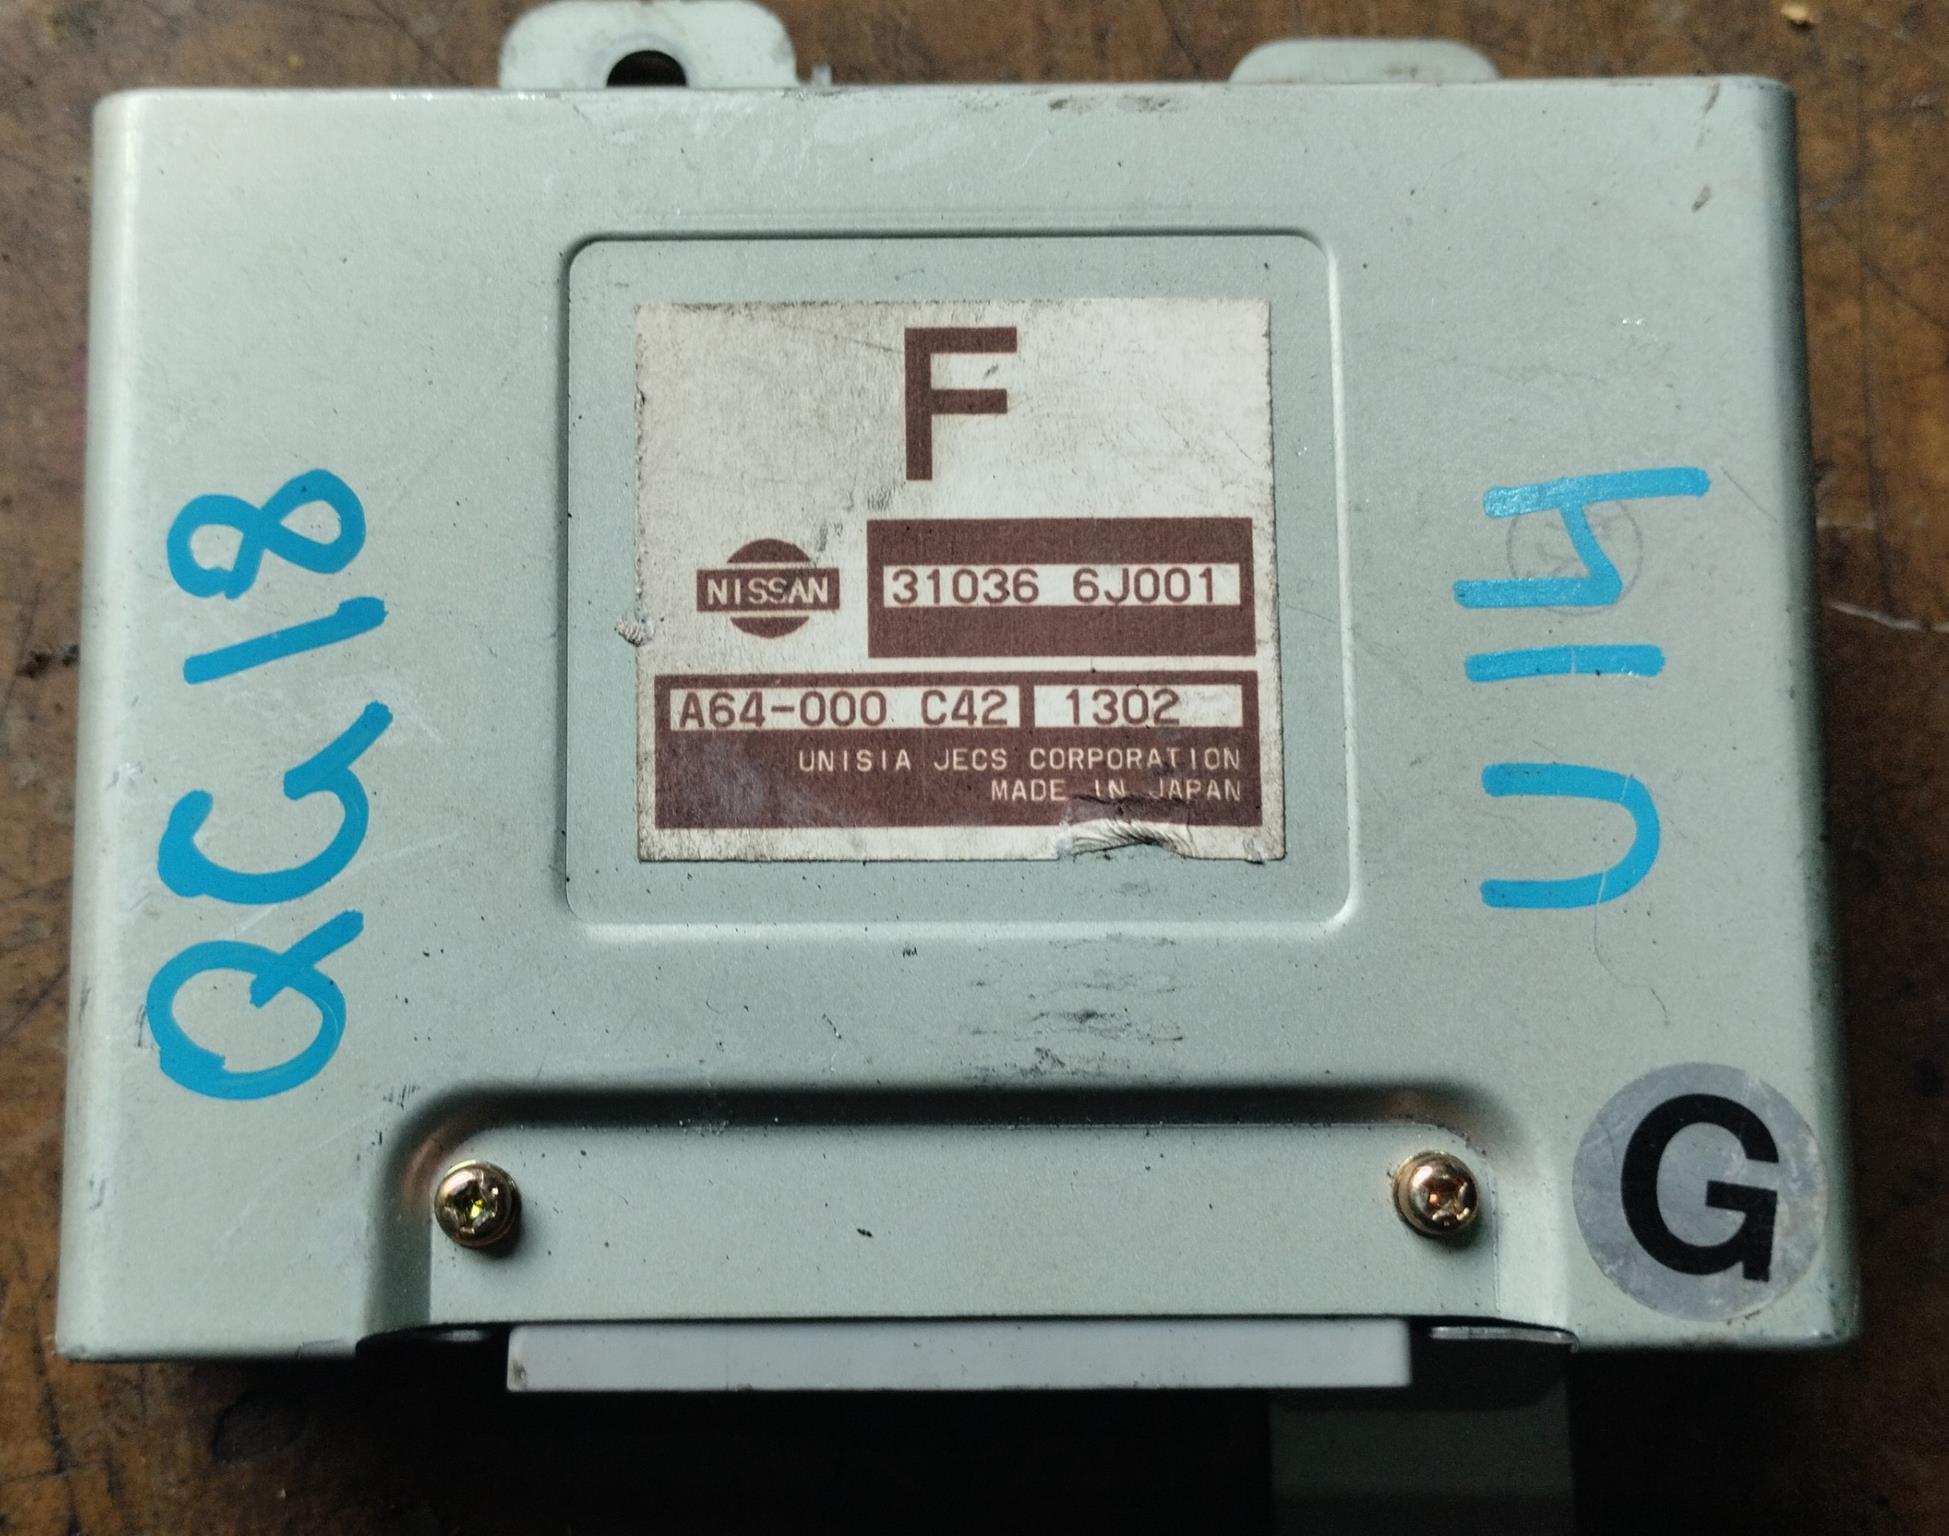 F
NISSAN
31036 6J001
A64-000 C42 1302
UNISIA JECS CORPORATION
MADE IN JAPAN
QG18
U14
G